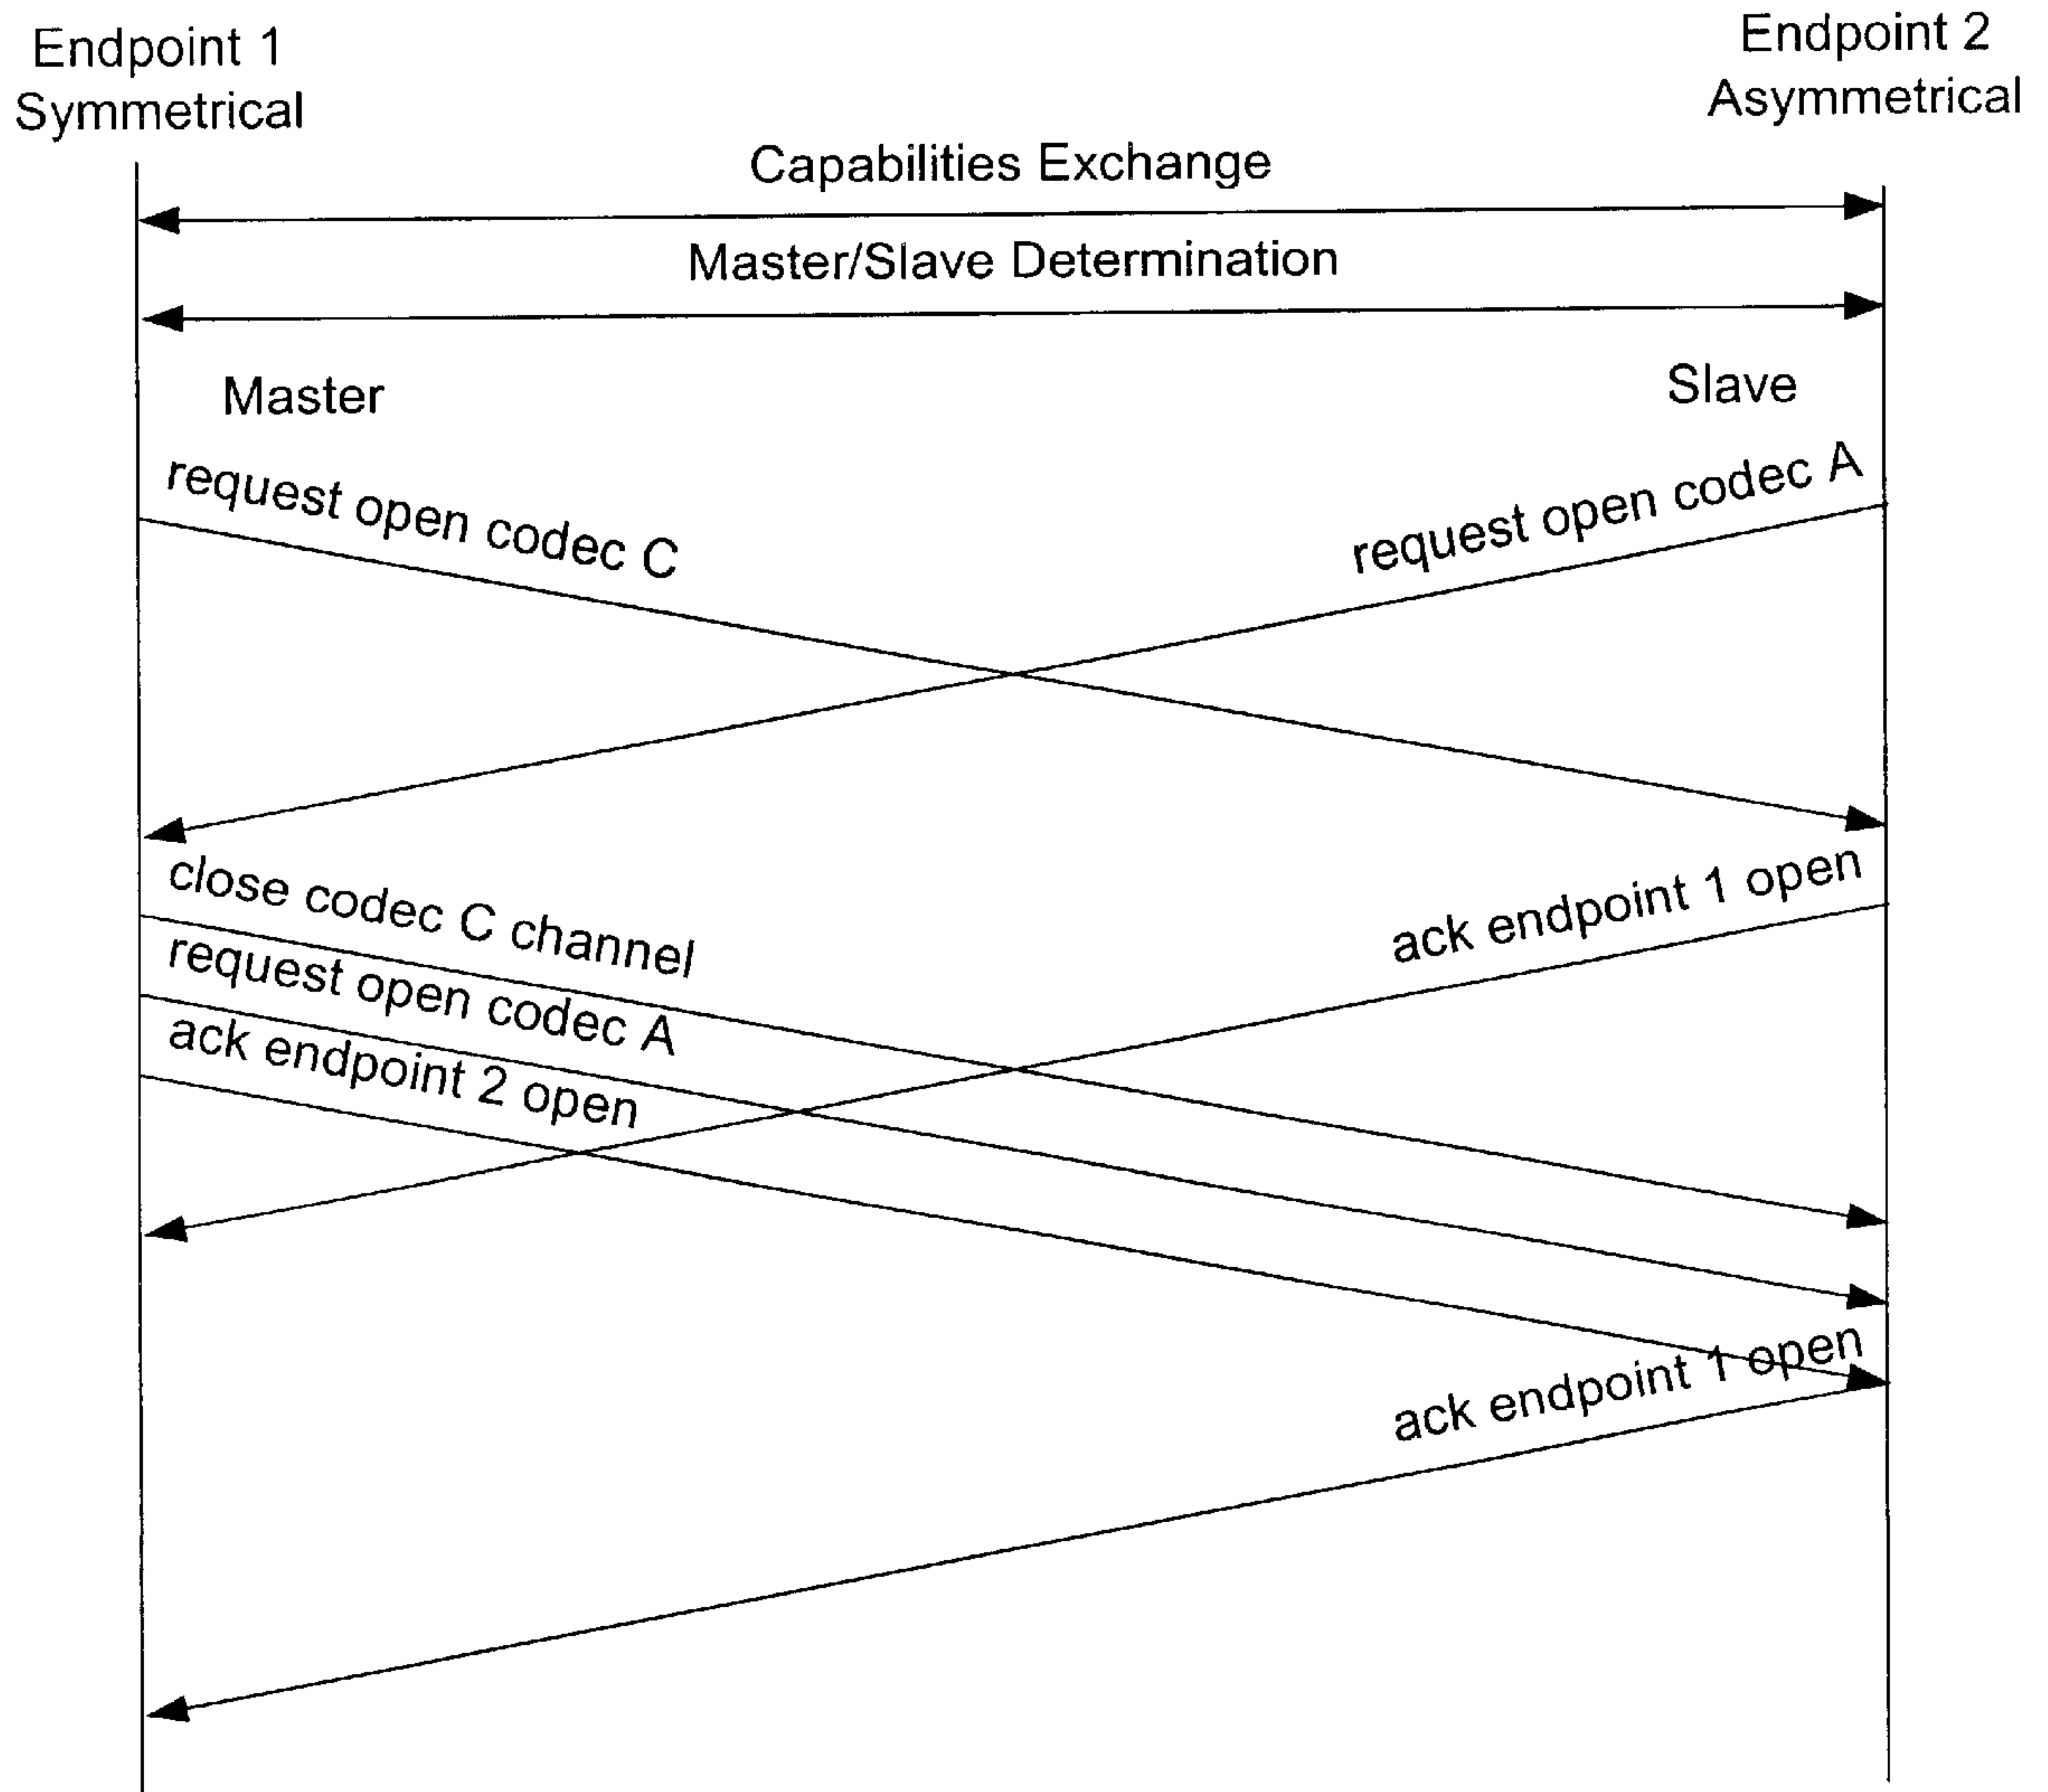 Endpoint 1
Symmetrical
Endpoint 2
Asymmetrical
Capabilities Exchange
Master/Slave Determination
Master
Slave
request open codec C
request open codec A
close codec C channel
ack endpoint 1 open
request open codec A
ack endpoint 2 open
ack endpoint 1 open